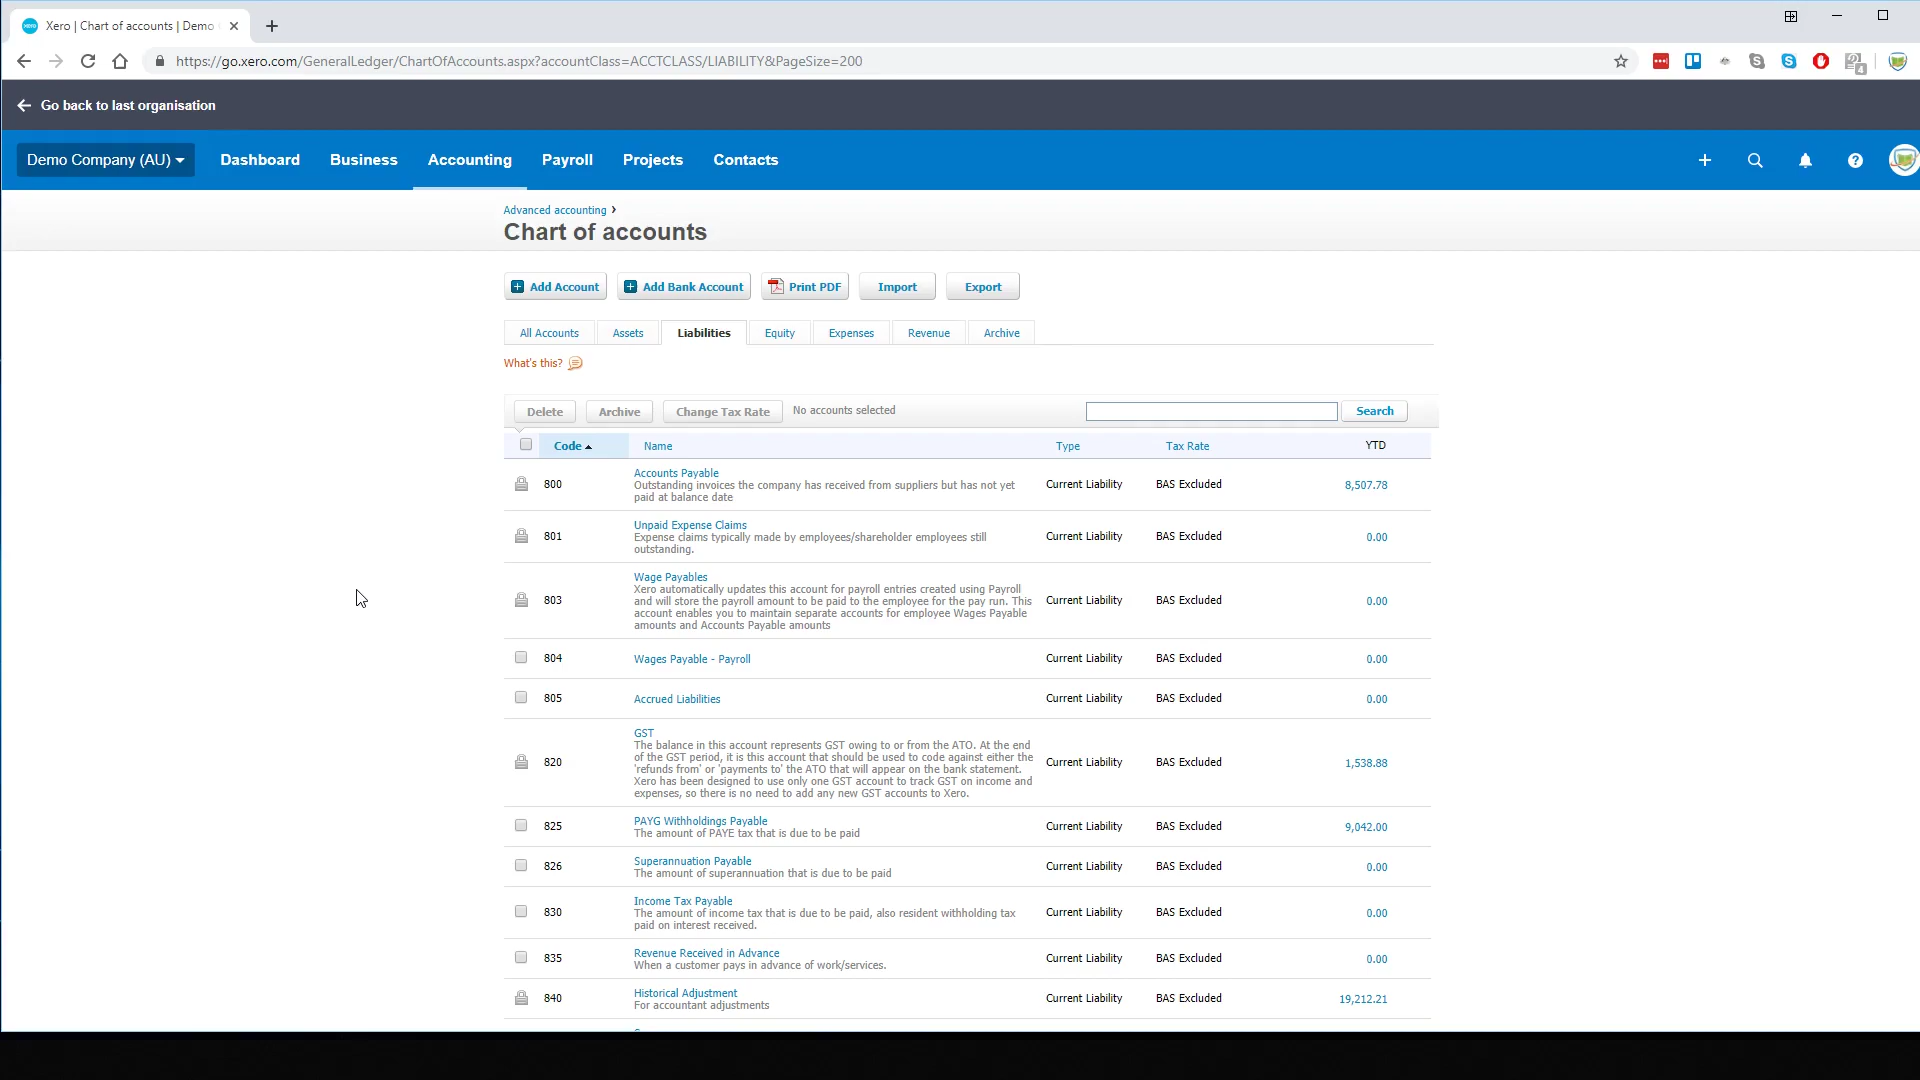 Xero | Chart of accounts | Demo
https://go.xero.com/GeneralLedger/ChartOfAccounts.aspx?accountClass=ACCTCLASS/LIABILITY&PageSize=200
4
Go back to last organisation
Demo Company (AU) Dashboard Business Accounting Payroll Projects Contacts
Advanced accounting ›
Chart of accounts
Add Account Add Bank Account Print PDF Import Export
All Accounts Assets Liabilities Equity Expenses Revenue Archive
What's this?
Delete Archive Change Tax Rate No accounts selected Search
Code Name Type Tax Rate YTD
Accounts Payable
800 Outstanding invoices the company has received from suppliers but has not yet Current Liability BAS Excluded 8,507.78
paid at balance date
Unpaid Expense Claims
801 Expense claims typically made by employees/shareholder employees still Current Liability BAS Excluded 0.00
outstanding.
Wage Payables
Xero automatically updates this account for payroll entries created using Payroll
803 and will store the payroll amount to be paid to the employee for the pay run. This Current Liability BAS Excluded 0.00
account enables you to maintain separate accounts for employee Wages Payable
amounts and Accounts Payable amounts
804 Wages Payable - Payroll Current Liability BAS Excluded 0.00
805 Accrued Liabilities Current Liability BAS Excluded 0.00
GST
The balance in this account represents GST owing to or from the ATO. At the end
of the GST period, it is this account that should be used to code against either the
820 'refunds from' or 'payments to' the ATO that will appear on the bank statement. Current Liability BAS Excluded 1,538.88
Xero has been designed to use only one GST account to track GST on income and
expenses, so there is no need to add any new GST accounts to Xero.
825 PAYG Withholdings Payable Current Liability BAS Excluded 9,042.00
The amount of PAYE tax that is due to be paid
826 Superannuation Payable Current Liability BAS Excluded 0.00
The amount of superannuation that is due to be paid
Income Tax Payable
830 The amount of income tax that is due to be paid, also resident withholding tax Current Liability BAS Excluded 0.00
paid on interest received.
835 Revenue Received in Advance Current Liability BAS Excluded 0.00
When a customer pays in advance of work/services.
840 Historical Adjustment Current Liability BAS Excluded 19,212.21
For accountant adjustments